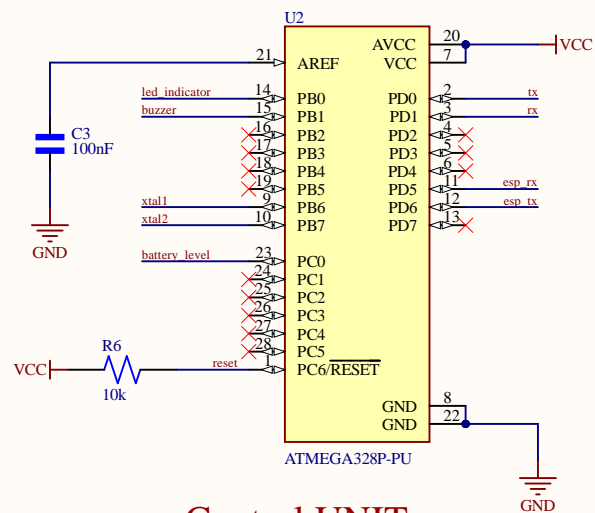 U2
20
AVCC
VCC
7
VCC
21
AREF
led_indicator
14
PB0
PD0
2
tx
buzzer
15
PB1
PD1
3
rx
16
PB2
PD2
4
17
PB3
PD3
5
C3
100nF
18
PB4
PD4
6
19
PB5
PD5
11
esp_rx
xtal1
9
PB6
PD6
12
esp_tx
xtal2
10
PB7
PD7
13
GND
battery_level
23
PC0
24
PC1
25
PC2
26
PC3
27
PC4
28
PC5
R6
VCC
10k
reset
1
PC6/RESET
GND
8
GND
22
ATMEGA328P-PU
GND
Control UNIT